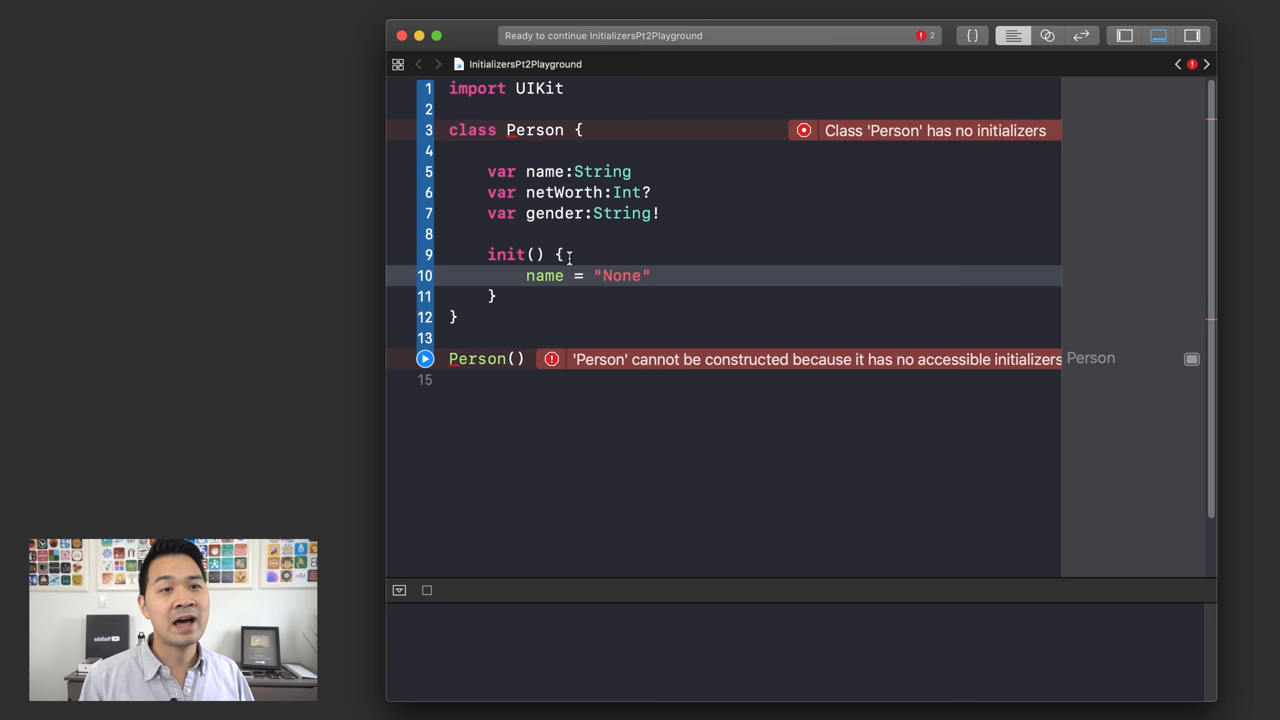 Ready to continue InitializersPt2Playground
2
{ }
InitializersPt2Playground
1 import UIKit
2
3 class Person {
Class 'Person' has no initializers
4
5 var name:String
6 var netWorth:Int?
7 var gender:String!
8
9 init() {
10 name = "None"
11 }
12 }
13
Person() 'Person' cannot be constructed because it has no accessible initializers Person
15
YouTube